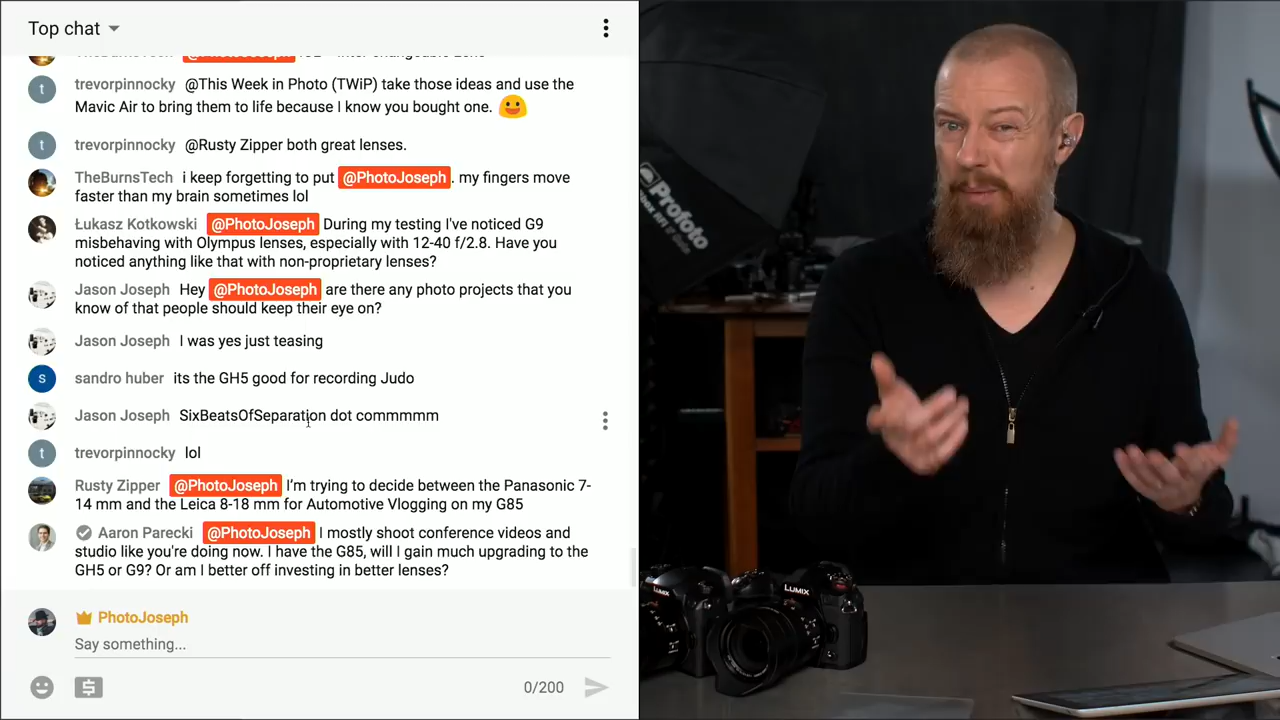 Top chat
@PhotoJoseph
trevorpinnocky @This Week in Photo (TWiP) take those ideas and use the
Mavic Air to bring them to life because I know you bought one.
trevorpinnocky @Rusty Zipper both great lenses.
TheBurnsTech i keep forgetting to put @PhotoJoseph. my fingers move
faster than my brain sometimes lol
Łukasz Kotkowski @PhotoJoseph During my testing I've noticed G9
misbehaving with Olympus lenses, especially with 12-40 f/2.8. Have you
noticed anything like that with non-proprietary lenses?
Jason Joseph Hey @PhotoJoseph are there any photo projects that you
know of that people should keep their eye on?
Jason Joseph I was yes just teasing
s sandro huber its the GH5 good for recording Judo
Jason Joseph SixBeatsOfSeparation dot commmmm
t trevorpinnocky lol
Rusty Zipper @PhotoJoseph I'm trying to decide between the Panasonic 7-
14 mm and the Leica 8-18 mm for Automotive Vlogging on my G85
Aaron Parecki @PhotoJoseph I mostly shoot conference videos and
studio like you're doing now. I have the G85, will I gain much upgrading to the
GH5 or G9? Or am I better off investing in better lenses?
PhotoJoseph
Say something...
0/200
Profoto
LUMIX
LUMIX